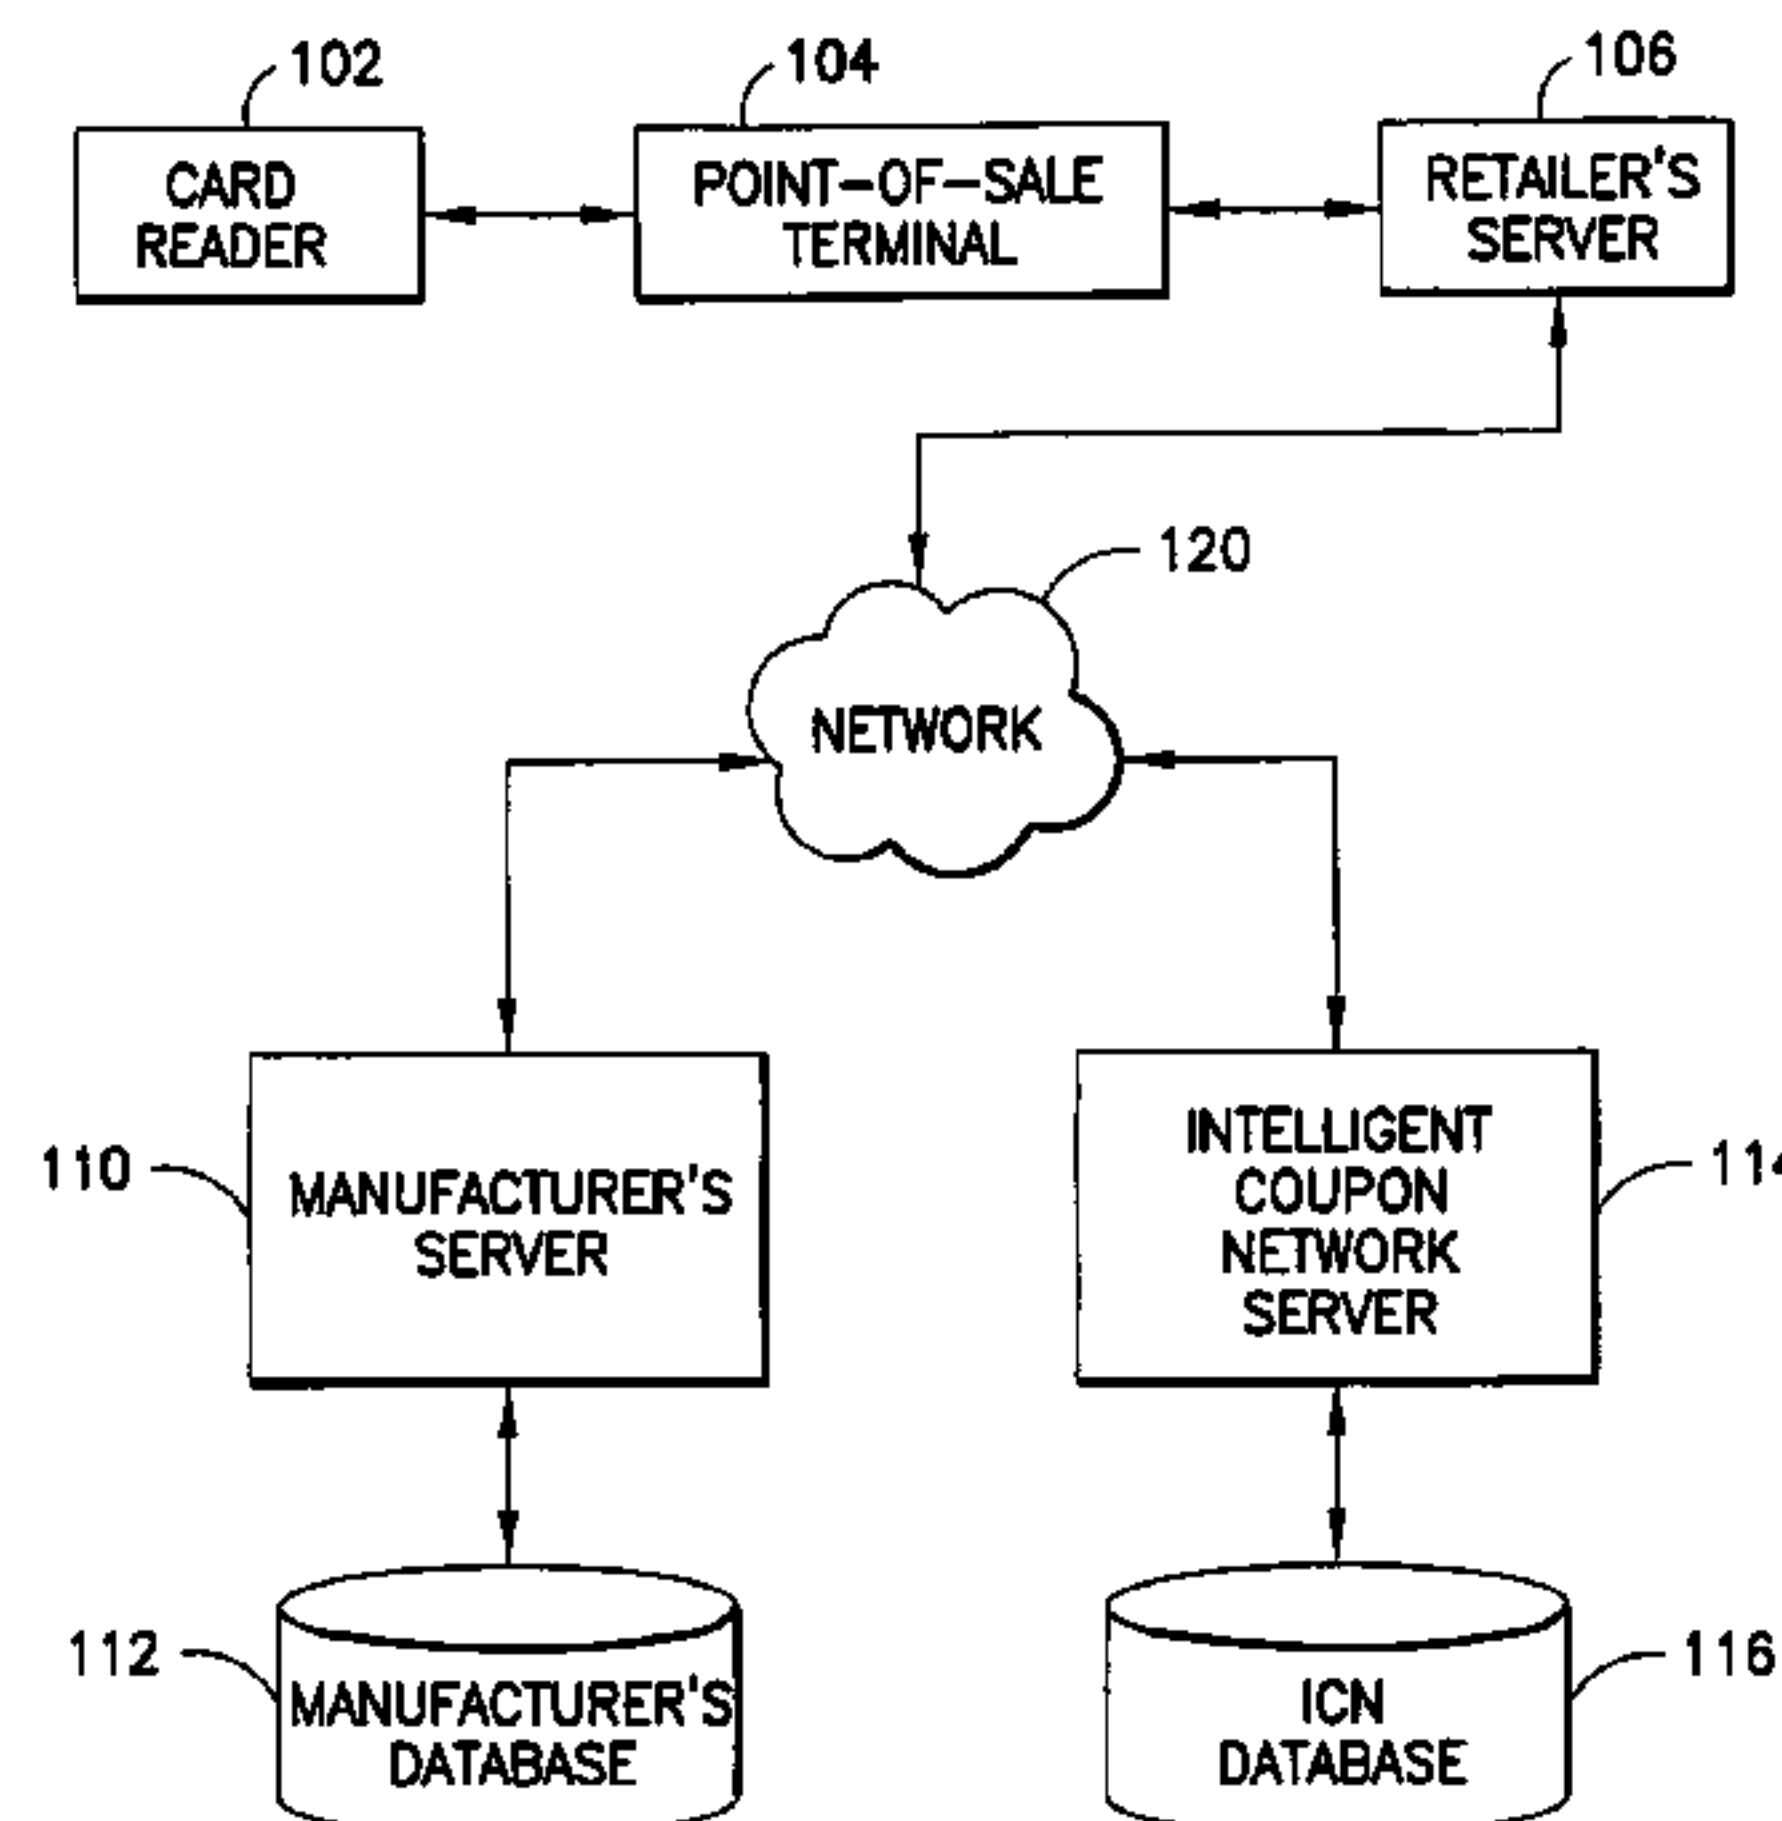 102
104
106
CARD
READER
POINT-OF-SALE
TERMINAL
RETAILER'S
SERVER
120
NETWORK
110
MANUFACTURER'S
SERVER
INTELLIGENT
COUPON
NETWORK
SERVER
114
112
MANUFACTURER'S
DATABASE
ICN
DATABASE
116